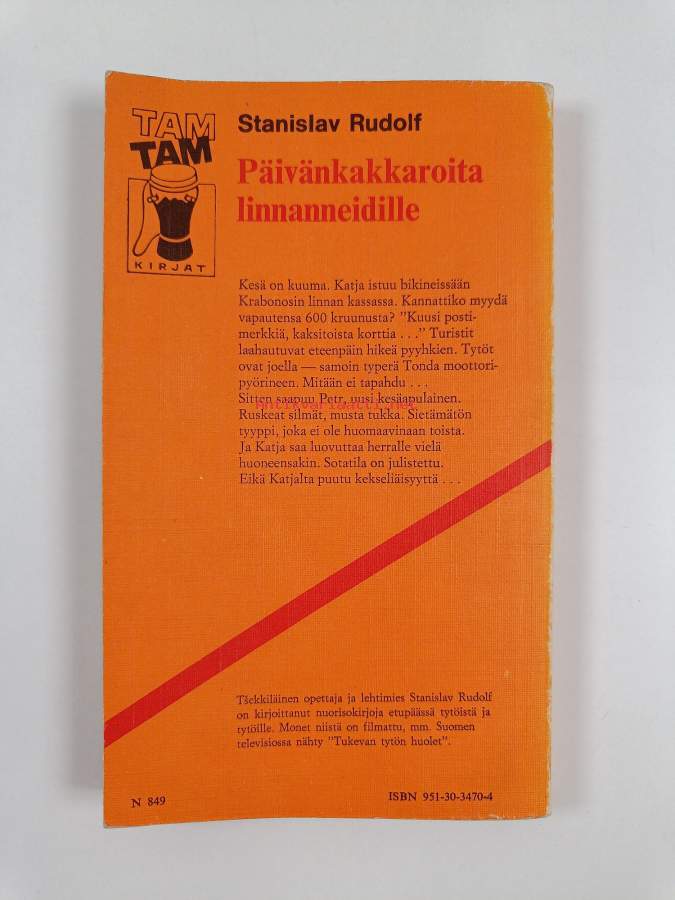 TAM
TAM
KIRJAT
Stanislav Rudolf
Päivänkakkaroita
linnanneidille
Kesä on kuuma. Katja istuu bikineissään
Krabonosin linnan kassassa. Kannattiko myydä
vapautensa 600 kruunusta? ”Kuusi posti-
merkkiä, kaksitoista korttia . . .” Turistit
laahautuvat eteenpäin hikeä pyyhkien. Tytöt
ovat joella — samoin typerä Tonda moottori-
pyörineen. Mitään ei tapahdu . . .
Sitten saapuu Petr, uusi kesäapulainen.
Antikvariaatti.net
Ruskeat silmät, musta tukka. Sietämätön
tyyppi, joka ei ole huomaavinaan toista.
Ja Katja saa luovuttaa herralle vielä
huoneensakin. Sotatila on julistettu.
Eikä Katjalta puutu kekseliäisyyttä . . .
Tšekkiläinen opettaja ja lehtimies Stanislav Rudolf
on kirjoittanut nuorisokirjoja etupäässä tytöistä ja
tytöille. Monet niistä on filmattu, mm. Suomen
televisiossa nähty ”Tukevan tytön huolet”.
N 849
ISBN 951-30-3470-4